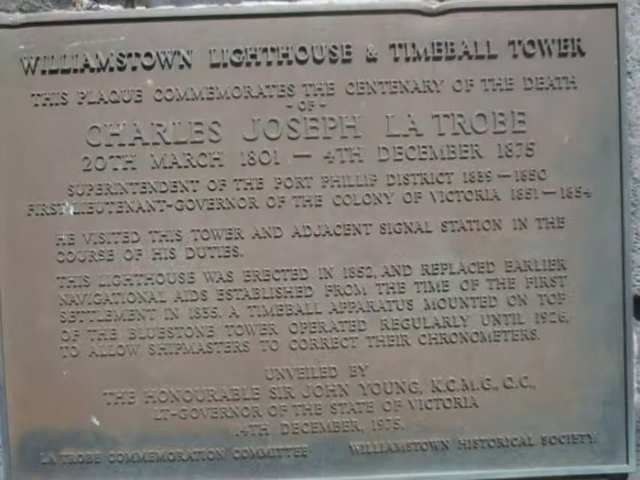 WILLIAMSTOWN LIGHTHOUSE & TIMEBALL TOWER
THIS PLAQUE COMMEMORATES THE CENTENARY OF THE DEATH
- OF -
CHARLES JOSEPH LA TROBE
20TH MARCH 1801 — 4TH DECEMBER 1875
SUPERINTENDENT OF THE PORT PHILLIP DISTRICT 1839 — 1850
FIRST LIEUTENANT-GOVERNOR OF THE COLONY OF VICTORIA 1851 — 1854
HE VISITED THIS TOWER AND ADJACENT SIGNAL STATION IN THE
COURSE OF HIS DUTIES.
THIS LIGHTHOUSE WAS ERECTED IN 1852, AND REPLACED EARLIER
NAVIGATIONAL AIDS ESTABLISHED FROM THE TIME OF THE FIRST
SETTLEMENT IN 1835. A TIMEBALL APPARATUS MOUNTED ON TOP
OF THE BLUESTONE TOWER OPERATED REGULARLY UNTIL 1926,
TO ALLOW SHIPMASTERS TO CORRECT THEIR CHRONOMETERS.
UNVEILED BY
THE HONOURABLE SIR JOHN YOUNG, K.C.M.G., Q.C.,
LT-GOVERNOR OF THE STATE OF VICTORIA
14TH DECEMBER, 1975.
LA TROBE COMMEMORATION COMMITTEE WILLIAMSTOWN HISTORICAL SOCIETY.